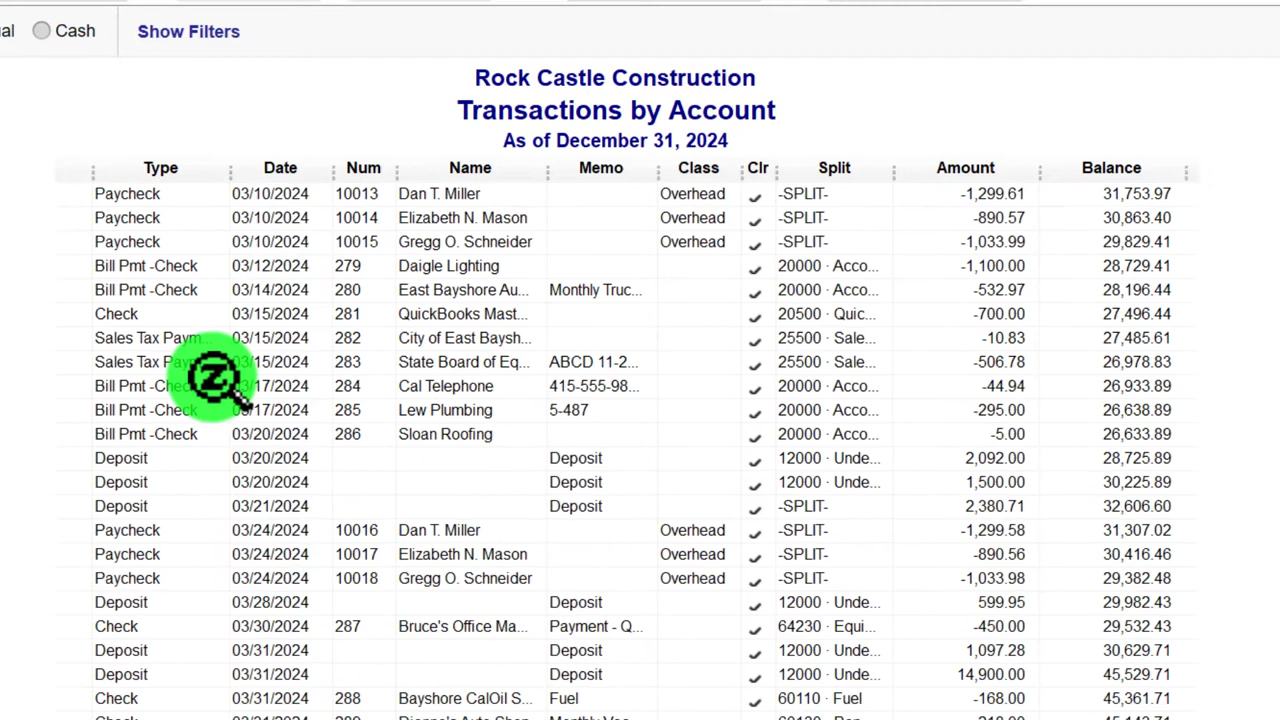 al Cash Show Filters
Rock Castle Construction
Transactions by Account
As of December 31, 2024
Type Date Num Name Memo Class Clr Split Amount Balance
Paycheck 03/10/2024 10013 Dan T. Miller Overhead ✓ -SPLIT- -1,299.61 31,753.97
Paycheck 03/10/2024 10014 Elizabeth N. Mason Overhead ✓ -SPLIT- -890.57 30,863.40
Paycheck 03/10/2024 10015 Gregg O. Schneider Overhead ✓ -SPLIT- -1,033.99 29,829.41
Bill Pmt -Check 03/12/2024 279 Daigle Lighting ✓ 20000 · Acco... -1,100.00 28,729.41
Bill Pmt -Check 03/14/2024 280 East Bayshore Au... Monthly Truc... ✓ 20000 · Acco... -532.97 28,196.44
Check 03/15/2024 281 QuickBooks Mast... ✓ 20500 · Quic... -700.00 27,496.44
Sales Tax Paym... 03/15/2024 282 City of East Baysh... ✓ 25500 · Sale... -10.83 27,485.61
Sales Tax 15/2024 283 State Board of Eq... ABCD 11-2... ✓ 25500 · Sale... -506.78 26,978.83
Bill Pmt 17/2024 284 Cal Telephone 415-555-98... ✓ 20000 · Acco... -44.94 26,933.89
Bill Pmt -Check 17/2024 285 Lew Plumbing 5-487 ✓ 20000 · Acco... -295.00 26,638.89
Bill Pmt -Check 03/20/2024 286 Sloan Roofing ✓ 20000 · Acco... -5.00 26,633.89
Deposit 03/20/2024 Deposit ✓ 12000 · Unde... 2,092.00 28,725.89
Deposit 03/20/2024 Deposit ✓ 12000 · Unde... 1,500.00 30,225.89
Deposit 03/21/2024 Deposit ✓ -SPLIT- 2,380.71 32,606.60
Paycheck 03/24/2024 10016 Dan T. Miller Overhead ✓ -SPLIT- -1,299.58 31,307.02
Paycheck 03/24/2024 10017 Elizabeth N. Mason Overhead ✓ -SPLIT- -890.56 30,416.46
Paycheck 03/24/2024 10018 Gregg O. Schneider Overhead ✓ -SPLIT- -1,033.98 29,382.48
Deposit 03/28/2024 Deposit ✓ 12000 · Unde... 599.95 29,982.43
Check 03/30/2024 287 Bruce's Office Ma... Payment - Q... ✓ 64230 · Equi... -450.00 29,532.43
Deposit 03/31/2024 Deposit ✓ 12000 · Unde... 1,097.28 30,629.71
Deposit 03/31/2024 Deposit ✓ 12000 · Unde... 14,900.00 45,529.71
Check 03/31/2024 288 Bayshore CalOil S... Fuel ✓ 60110 · Fuel -168.00 45,361.71